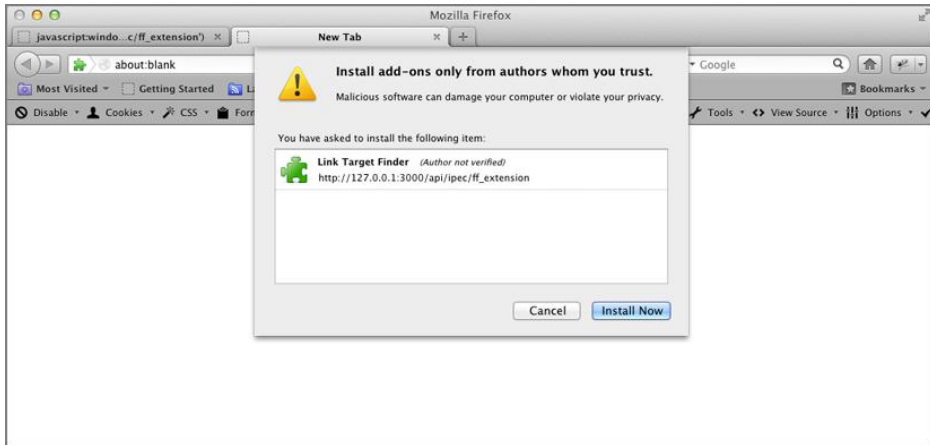 Mozilla Firefox
javascript:windo...c/ff_extension')
New Tab
about:blank
Google
Most Visited
Getting Started
Bookmarks
Disable
Cookies
CSS
Tools
View Source
Options
Install add-ons only from authors whom you trust.
Malicious software can damage your computer or violate your privacy.
You have asked to install the following item:
Link Target Finder (Author not verified)
http://127.0.0.1:3000/api/ipec/ff_extension
Cancel
Install Now